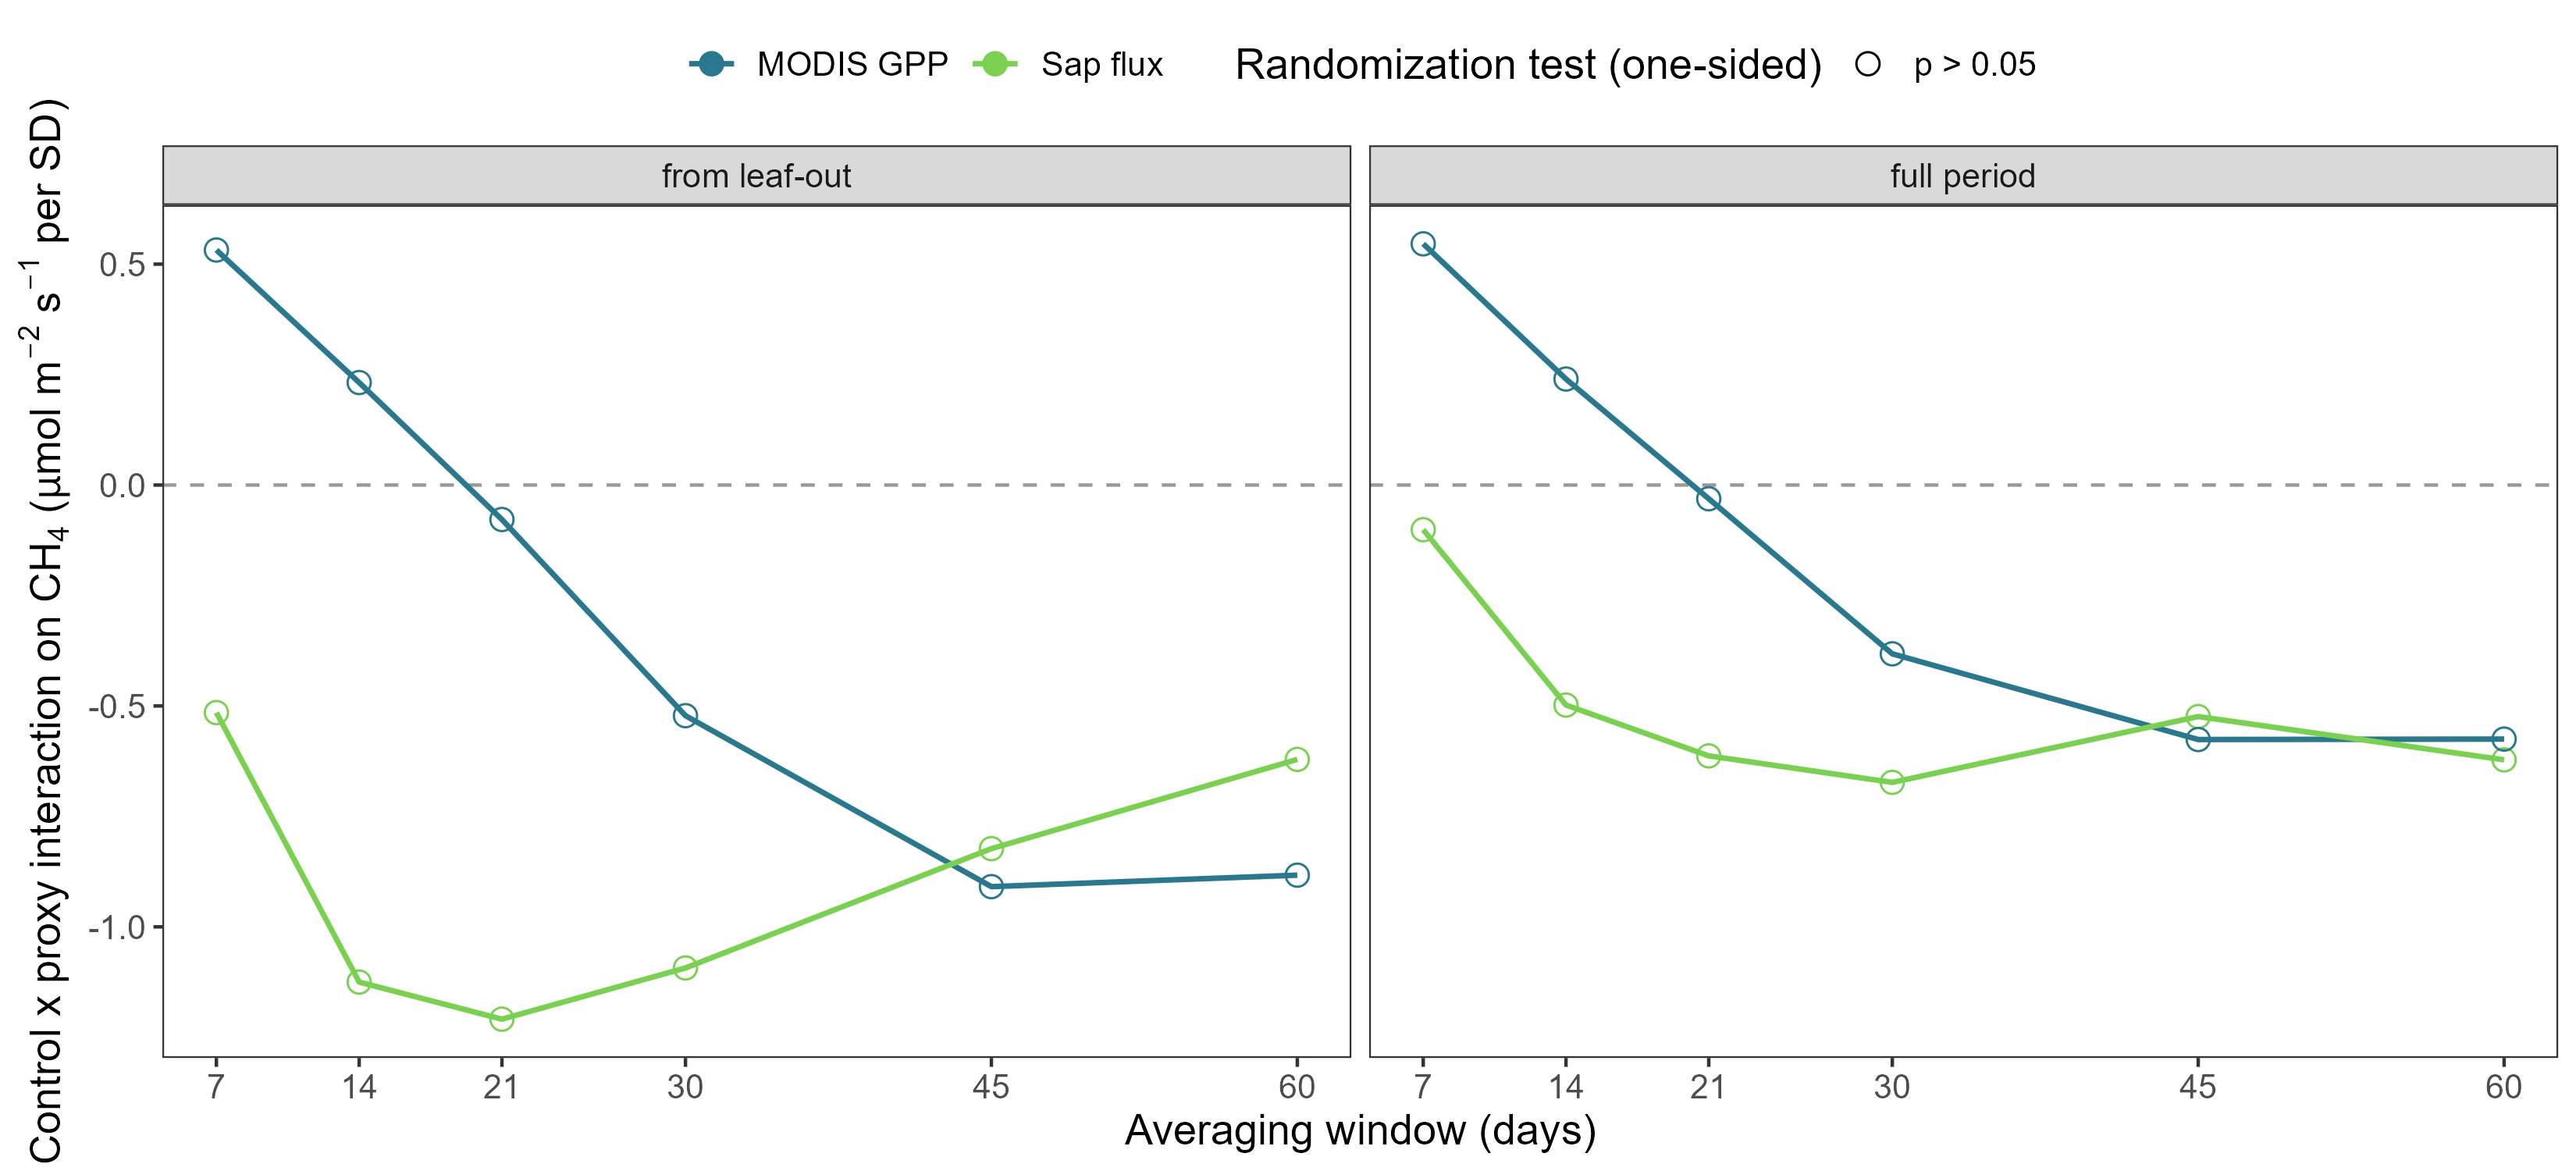 MODIS GPP Sap flux Randomization test (one-sided) p > 0.05
Control x proxy interaction on CH₄ (µmol m⁻² s⁻¹ per SD)
from leaf-out full period
0.5
0.0
-0.5
-1.0
7 14 21 30 45 60 7 14 21 30 45 60
Averaging window (days)